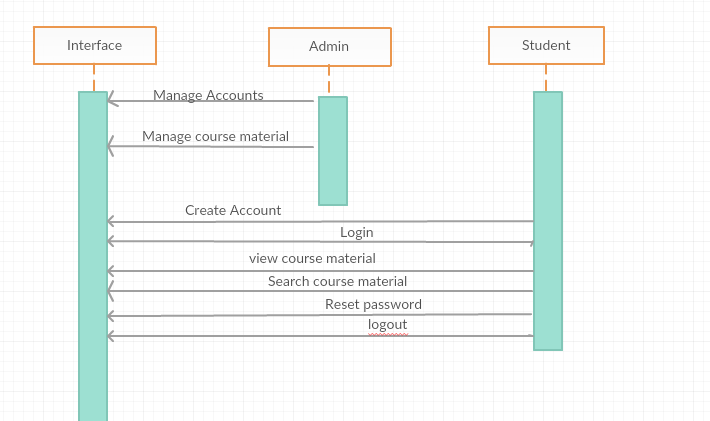 Interface
Admin
Student
Manage Accounts
Manage course material
Create Account
Login
view course material
Search course material
Reset password
logout